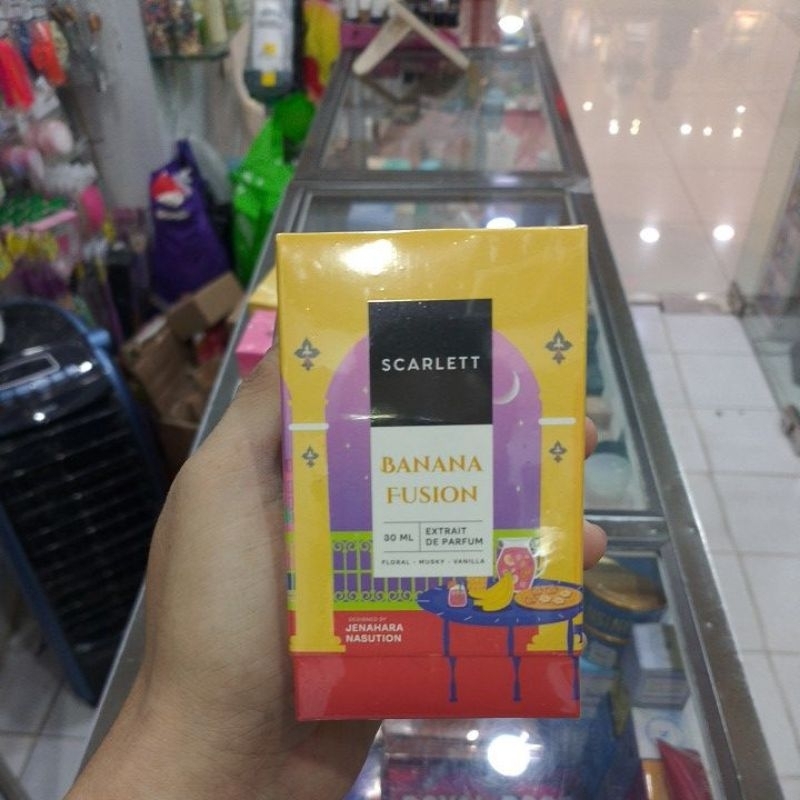 SCARLETT
BANANA
FUSION
30 ML
EXTRAIT
DE PARFUM
FLORAL - MUSKY - VANILLA
DESIGNED BY
JENAHARA
NASUTION